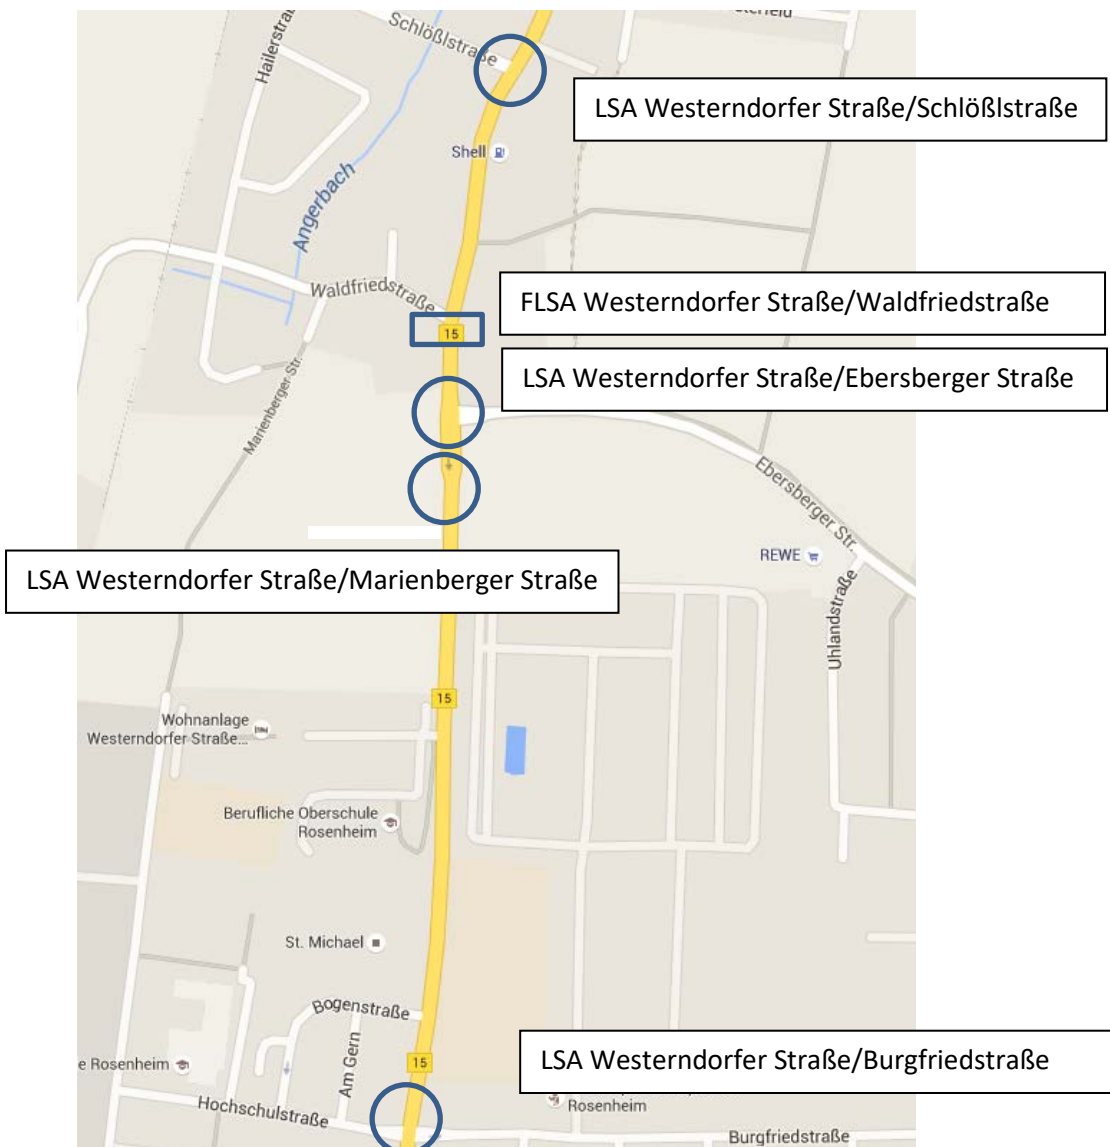 Schlößlstraße
LSA Westerndorfer Straße/Schlößlstraße
Shell
Angerbach
FLSA Westerndorfer Straße/Waldfriedstraße
Waldfriedstraße
15
LSA Westerndorfer Straße/Ebersberger Straße
Marienberger Str.
Ebersberger Str.
REWE
LSA Westerndorfer Straße/Marienberger Straße
Uhlandstraße
15
Wohnanlage
Westerndorfer Straße...
Berufliche Oberschule
Rosenheim
St. Michael
Bogenstraße
Am Gern
15
LSA Westerndorfer Straße/Burgfriedstraße
e Rosenheim
Hochschulstraße
Rosenheim
Burgfriedstraße